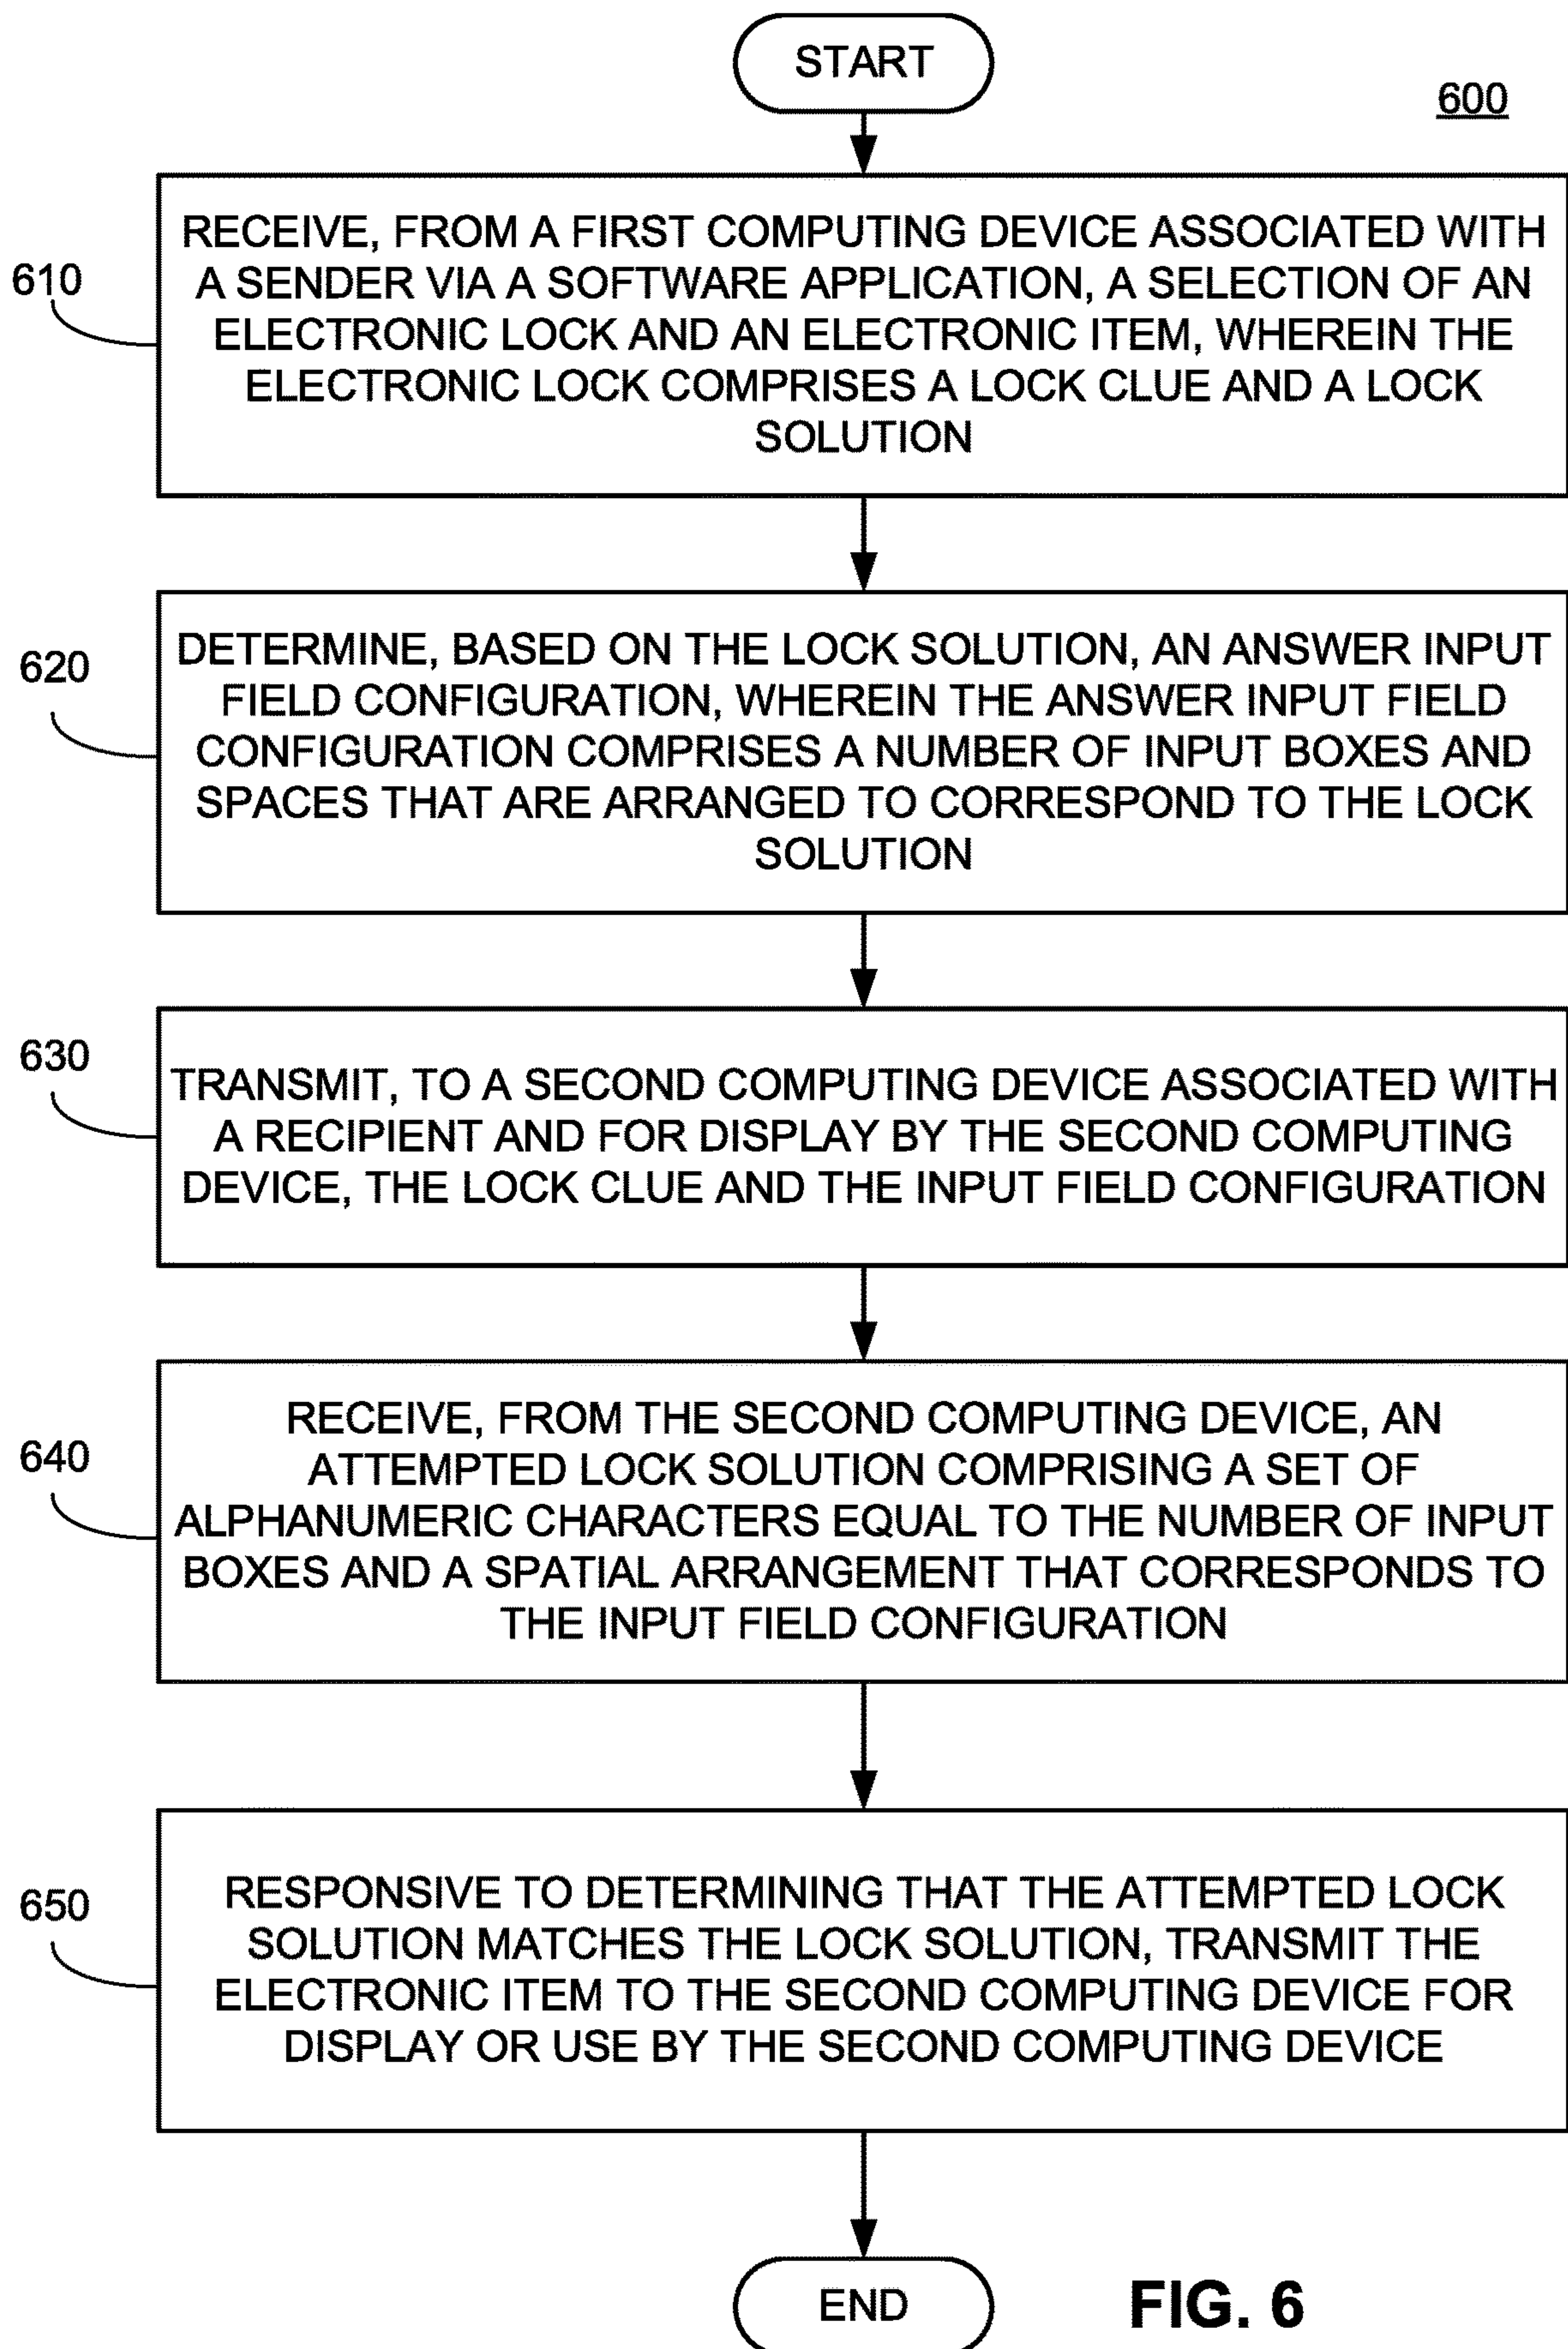 START
600
610
RECEIVE, FROM A FIRST COMPUTING DEVICE ASSOCIATED WITH
A SENDER VIA A SOFTWARE APPLICATION, A SELECTION OF AN
ELECTRONIC LOCK AND AN ELECTRONIC ITEM, WHEREIN THE
ELECTRONIC LOCK COMPRISES A LOCK CLUE AND A LOCK
SOLUTION
620
DETERMINE, BASED ON THE LOCK SOLUTION, AN ANSWER INPUT
FIELD CONFIGURATION, WHEREIN THE ANSWER INPUT FIELD
CONFIGURATION COMPRISES A NUMBER OF INPUT BOXES AND
SPACES THAT ARE ARRANGED TO CORRESPOND TO THE LOCK
SOLUTION
630
TRANSMIT, TO A SECOND COMPUTING DEVICE ASSOCIATED WITH
A RECIPIENT AND FOR DISPLAY BY THE SECOND COMPUTING
DEVICE, THE LOCK CLUE AND THE INPUT FIELD CONFIGURATION
640
RECEIVE, FROM THE SECOND COMPUTING DEVICE, AN
ATTEMPTED LOCK SOLUTION COMPRISING A SET OF
ALPHANUMERIC CHARACTERS EQUAL TO THE NUMBER OF INPUT
BOXES AND A SPATIAL ARRANGEMENT THAT CORRESPONDS TO
THE INPUT FIELD CONFIGURATION
650
RESPONSIVE TO DETERMINING THAT THE ATTEMPTED LOCK
SOLUTION MATCHES THE LOCK SOLUTION, TRANSMIT THE
ELECTRONIC ITEM TO THE SECOND COMPUTING DEVICE FOR
DISPLAY OR USE BY THE SECOND COMPUTING DEVICE
END
FIG. 6